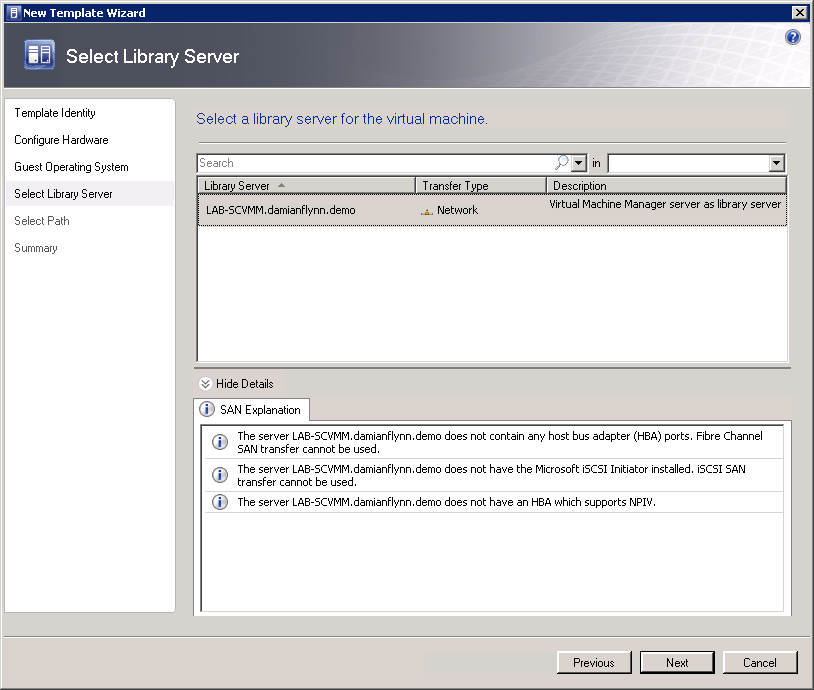 New Template Wizard
Select Library Server
Template Identity
Configure Hardware
Guest Operating System
Select Library Server
Select Path
Summary
Select a library server for the virtual machine.
Search
in
Library Server
Transfer Type
Description
LAB-SCVMM.damianflynn.demo
Network
Virtual Machine Manager server as library server
Hide Details
SAN Explanation
The server LAB-SCVMM.damianflynn.demo does not contain any host bus adapter (HBA) ports. Fibre Channel
SAN transfer cannot be used.
The server LAB-SCVMM.damianflynn.demo does not have the Microsoft iSCSI Initiator installed. iSCSI SAN
transfer cannot be used.
The server LAB-SCVMM.damianflynn.demo does not have an HBA which supports NPIV.
Previous
Next
Cancel